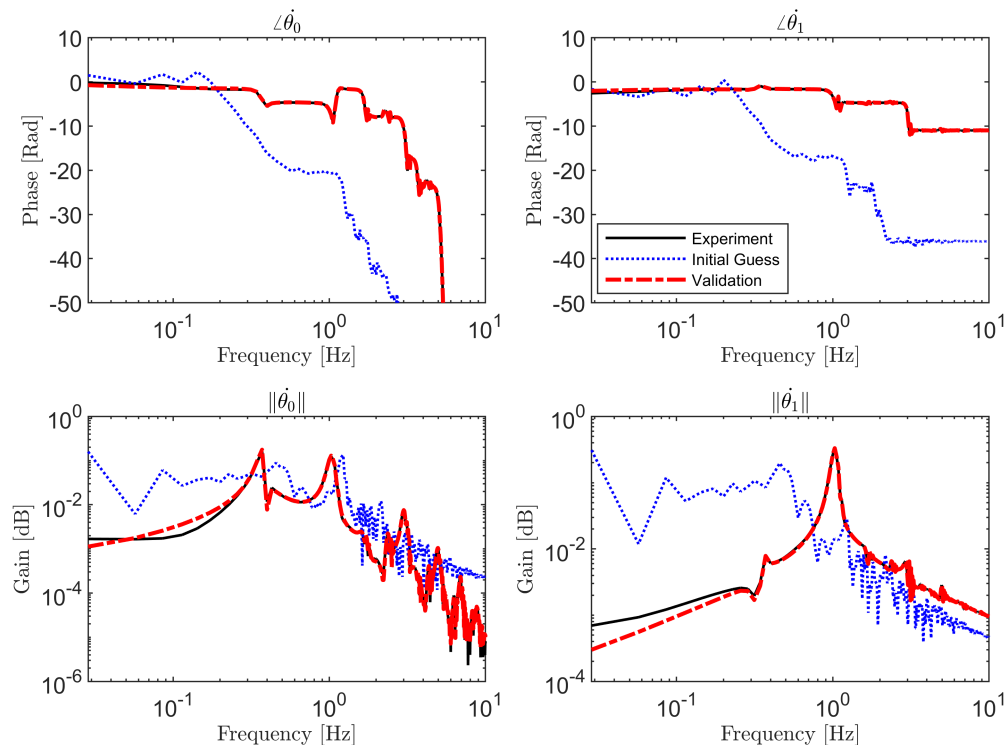 ∠θ̇₀
10
0
-10
-20
-30
-40
-50
Phase [Rad]
10⁻¹ 10⁰ 10¹
Frequency [Hz]
∠θ̇₁
10
0
-10
-20
-30
-40
-50
Phase [Rad]
Experiment
Initial Guess
Validation
10⁻¹ 10⁰ 10¹
Frequency [Hz]
‖θ̇₀‖
10⁰
10⁻²
10⁻⁴
10⁻⁶
Gain [dB]
10⁻¹ 10⁰ 10¹
Frequency [Hz]
‖θ̇₁‖
10⁰
10⁻²
10⁻⁴
Gain [dB]
10⁻¹ 10⁰ 10¹
Frequency [Hz]